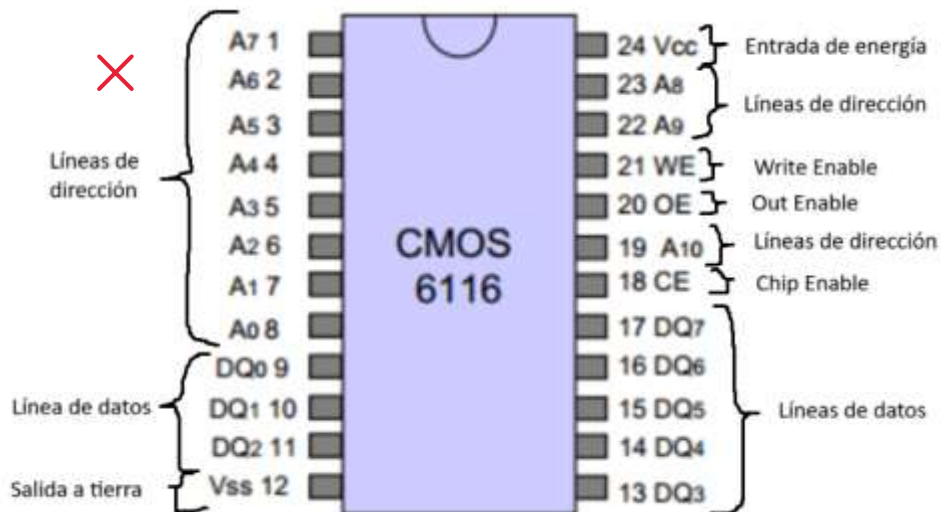 A7 1
A6 2
A5 3
A4 4
A3 5
A2 6
A1 7
A0 8
DQ0 9
DQ1 10
DQ2 11
Vss 12
Líneas de
dirección
Línea de datos
Salida a tierra
CMOS
6116
24 Vcc
23 A8
22 A9
21 WE
20 OE
19 A10
18 CE
17 DQ7
16 DQ6
15 DQ5
14 DQ4
13 DQ3
Entrada de energía
Líneas de dirección
Write Enable
Out Enable
Líneas de dirección
Chip Enable
Líneas de datos